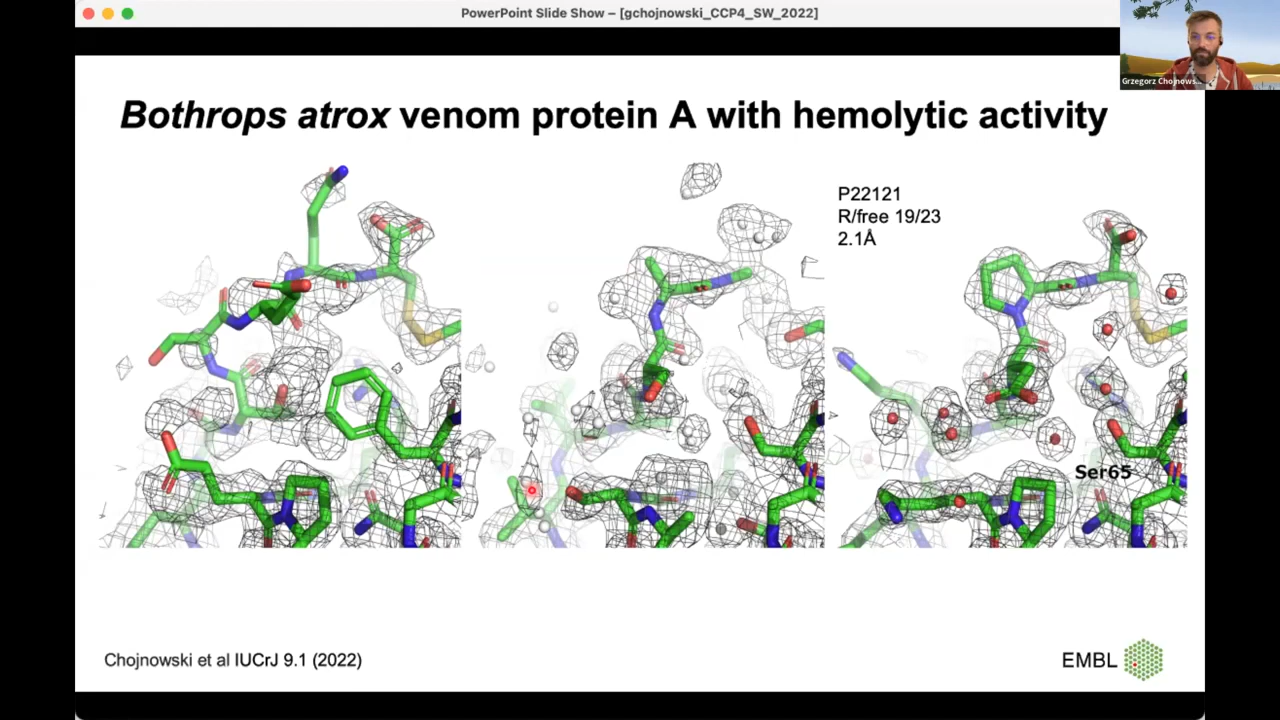 PowerPoint Slide Show – [gchojnowski_CCP4_SW_2022]
Grzegorz Chojnows...
Bothrops atrox venom protein A with hemolytic activity
P22121
R/free 19/23
2.1Å
Ser65
Chojnowski et al IUCrJ 9.1 (2022)
EMBL